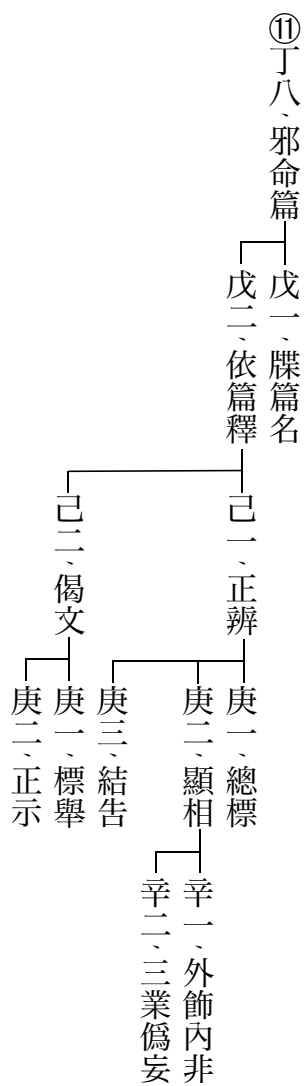 ⑪丁八、邪命篇
戊一、牒篇名
戊二、依篇釋
己一、正辨
庚一、總標
庚二、顯相
辛一、外飾內非
辛二、三業僞妄
庚三、結告
己二、偈文
庚一、標舉
庚二、正示